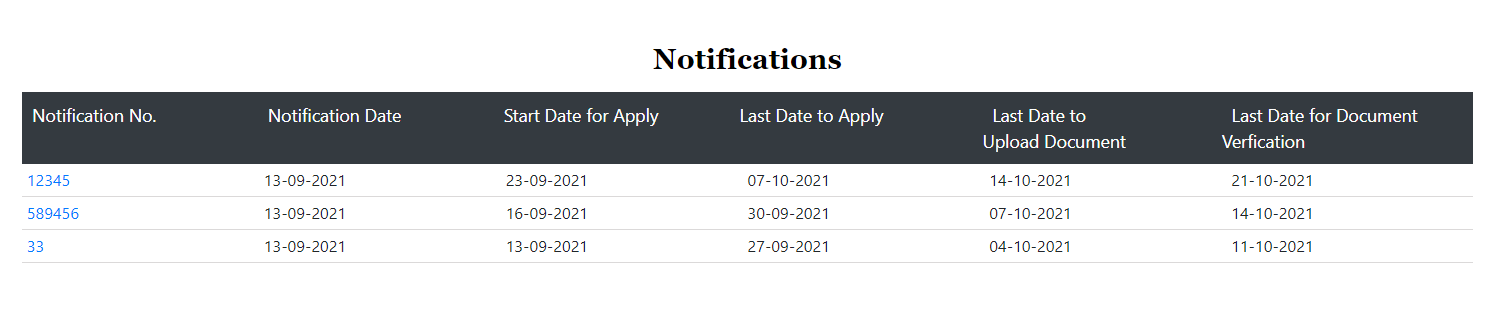 Notifications
Notification No. Notification Date Start Date for Apply Last Date to Apply Last Date to Last Date for Document
Upload Document Verfication
12345 13-09-2021 23-09-2021 07-10-2021 14-10-2021 21-10-2021
589456 13-09-2021 16-09-2021 30-09-2021 07-10-2021 14-10-2021
33 13-09-2021 13-09-2021 27-09-2021 04-10-2021 11-10-2021